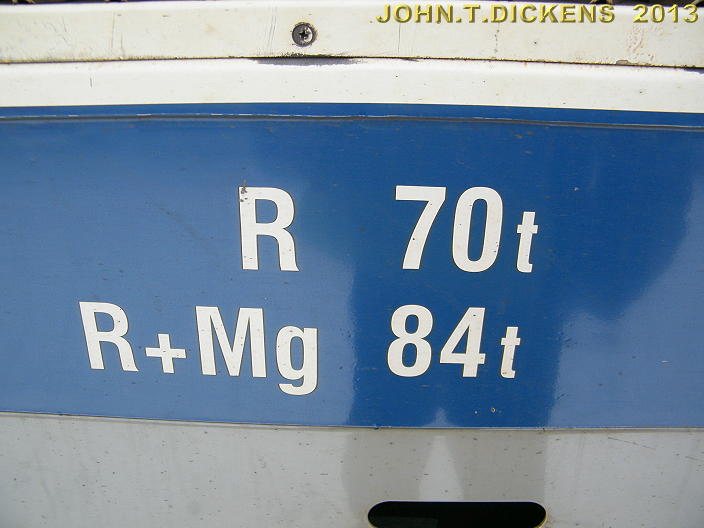 JOHN.T.DICKENS 2013
R 70t
R+Mg 84t